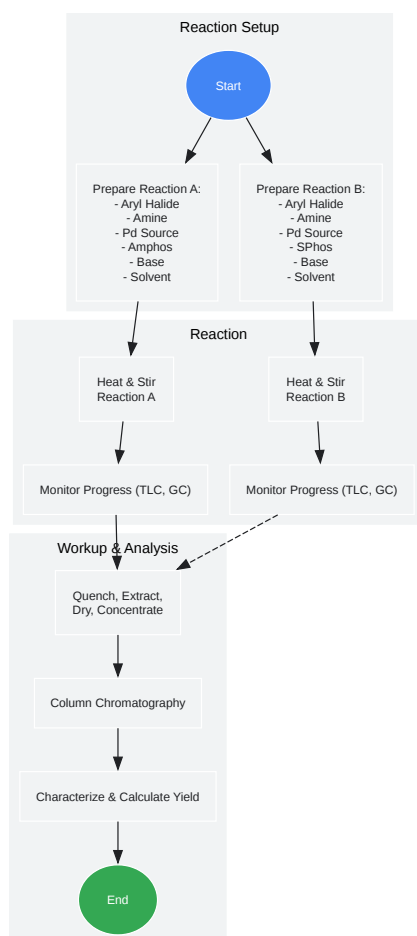 Reaction Setup
Start
Prepare Reaction A:
- Aryl Halide
- Amine
- Pd Source
- Amphos
- Base
- Solvent
Prepare Reaction B:
- Aryl Halide
- Amine
- Pd Source
- SPhos
- Base
- Solvent
Reaction
Heat & Stir
Reaction A
Heat & Stir
Reaction B
Monitor Progress (TLC, GC)
Monitor Progress (TLC, GC)
Workup & Analysis
Quench, Extract,
Dry, Concentrate
Column Chromatography
Characterize & Calculate Yield
End